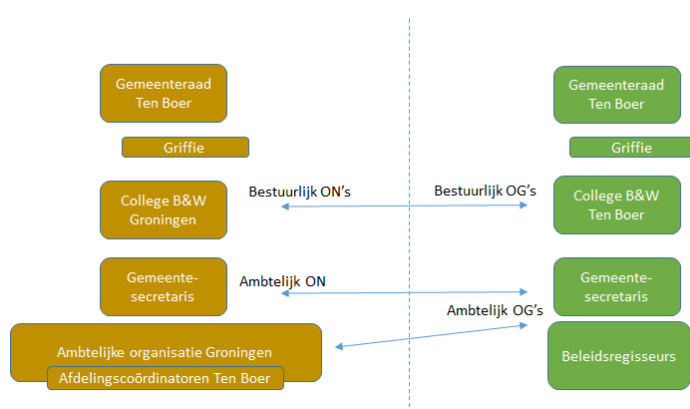 Gemeenteraad
Ten Boer
Griffie
College B&W
Groningen
Gemeente-
secretaris
Ambtelijke organisatie Groningen
Afdelingscoördinatoren Ten Boer
Bestuurlijk ON's
Bestuurlijk OG's
Ambtelijk ON
Ambtelijk OG's
Gemeenteraad
Ten Boer
Griffie
College B&W
Ten Boer
Gemeente-
secretaris
Beleidsregisseurs